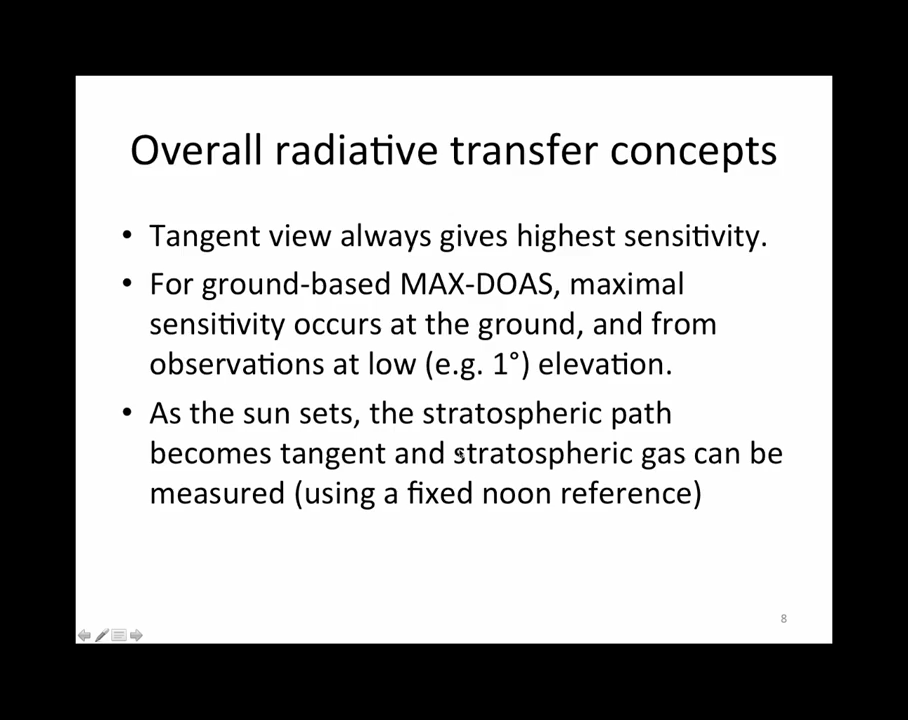 Overall radiative transfer concepts
• Tangent view always gives highest sensitivity.
• For ground-based MAX-DOAS, maximal
sensitivity occurs at the ground, and from
observations at low (e.g. 1°) elevation.
• As the sun sets, the stratospheric path
becomes tangent and stratospheric gas can be
measured (using a fixed noon reference)
8